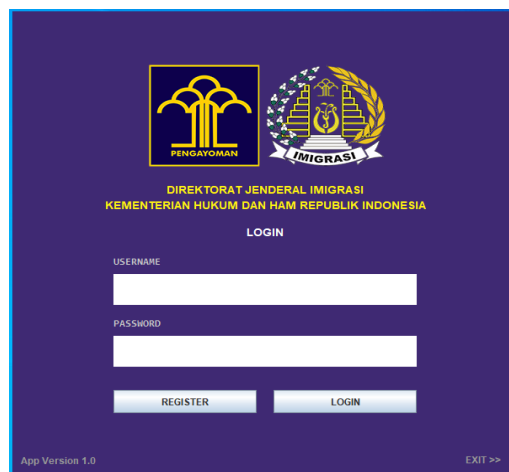 PENGAYOMAN
IMIGRASI
DIREKTORAT JENDERAL IMIGRASI
KEMENTERIAN HUKUM DAN HAM REPUBLIK INDONESIA
LOGIN
USERNAME
PASSWORD
REGISTER LOGIN
App Version 1.0 EXIT >>